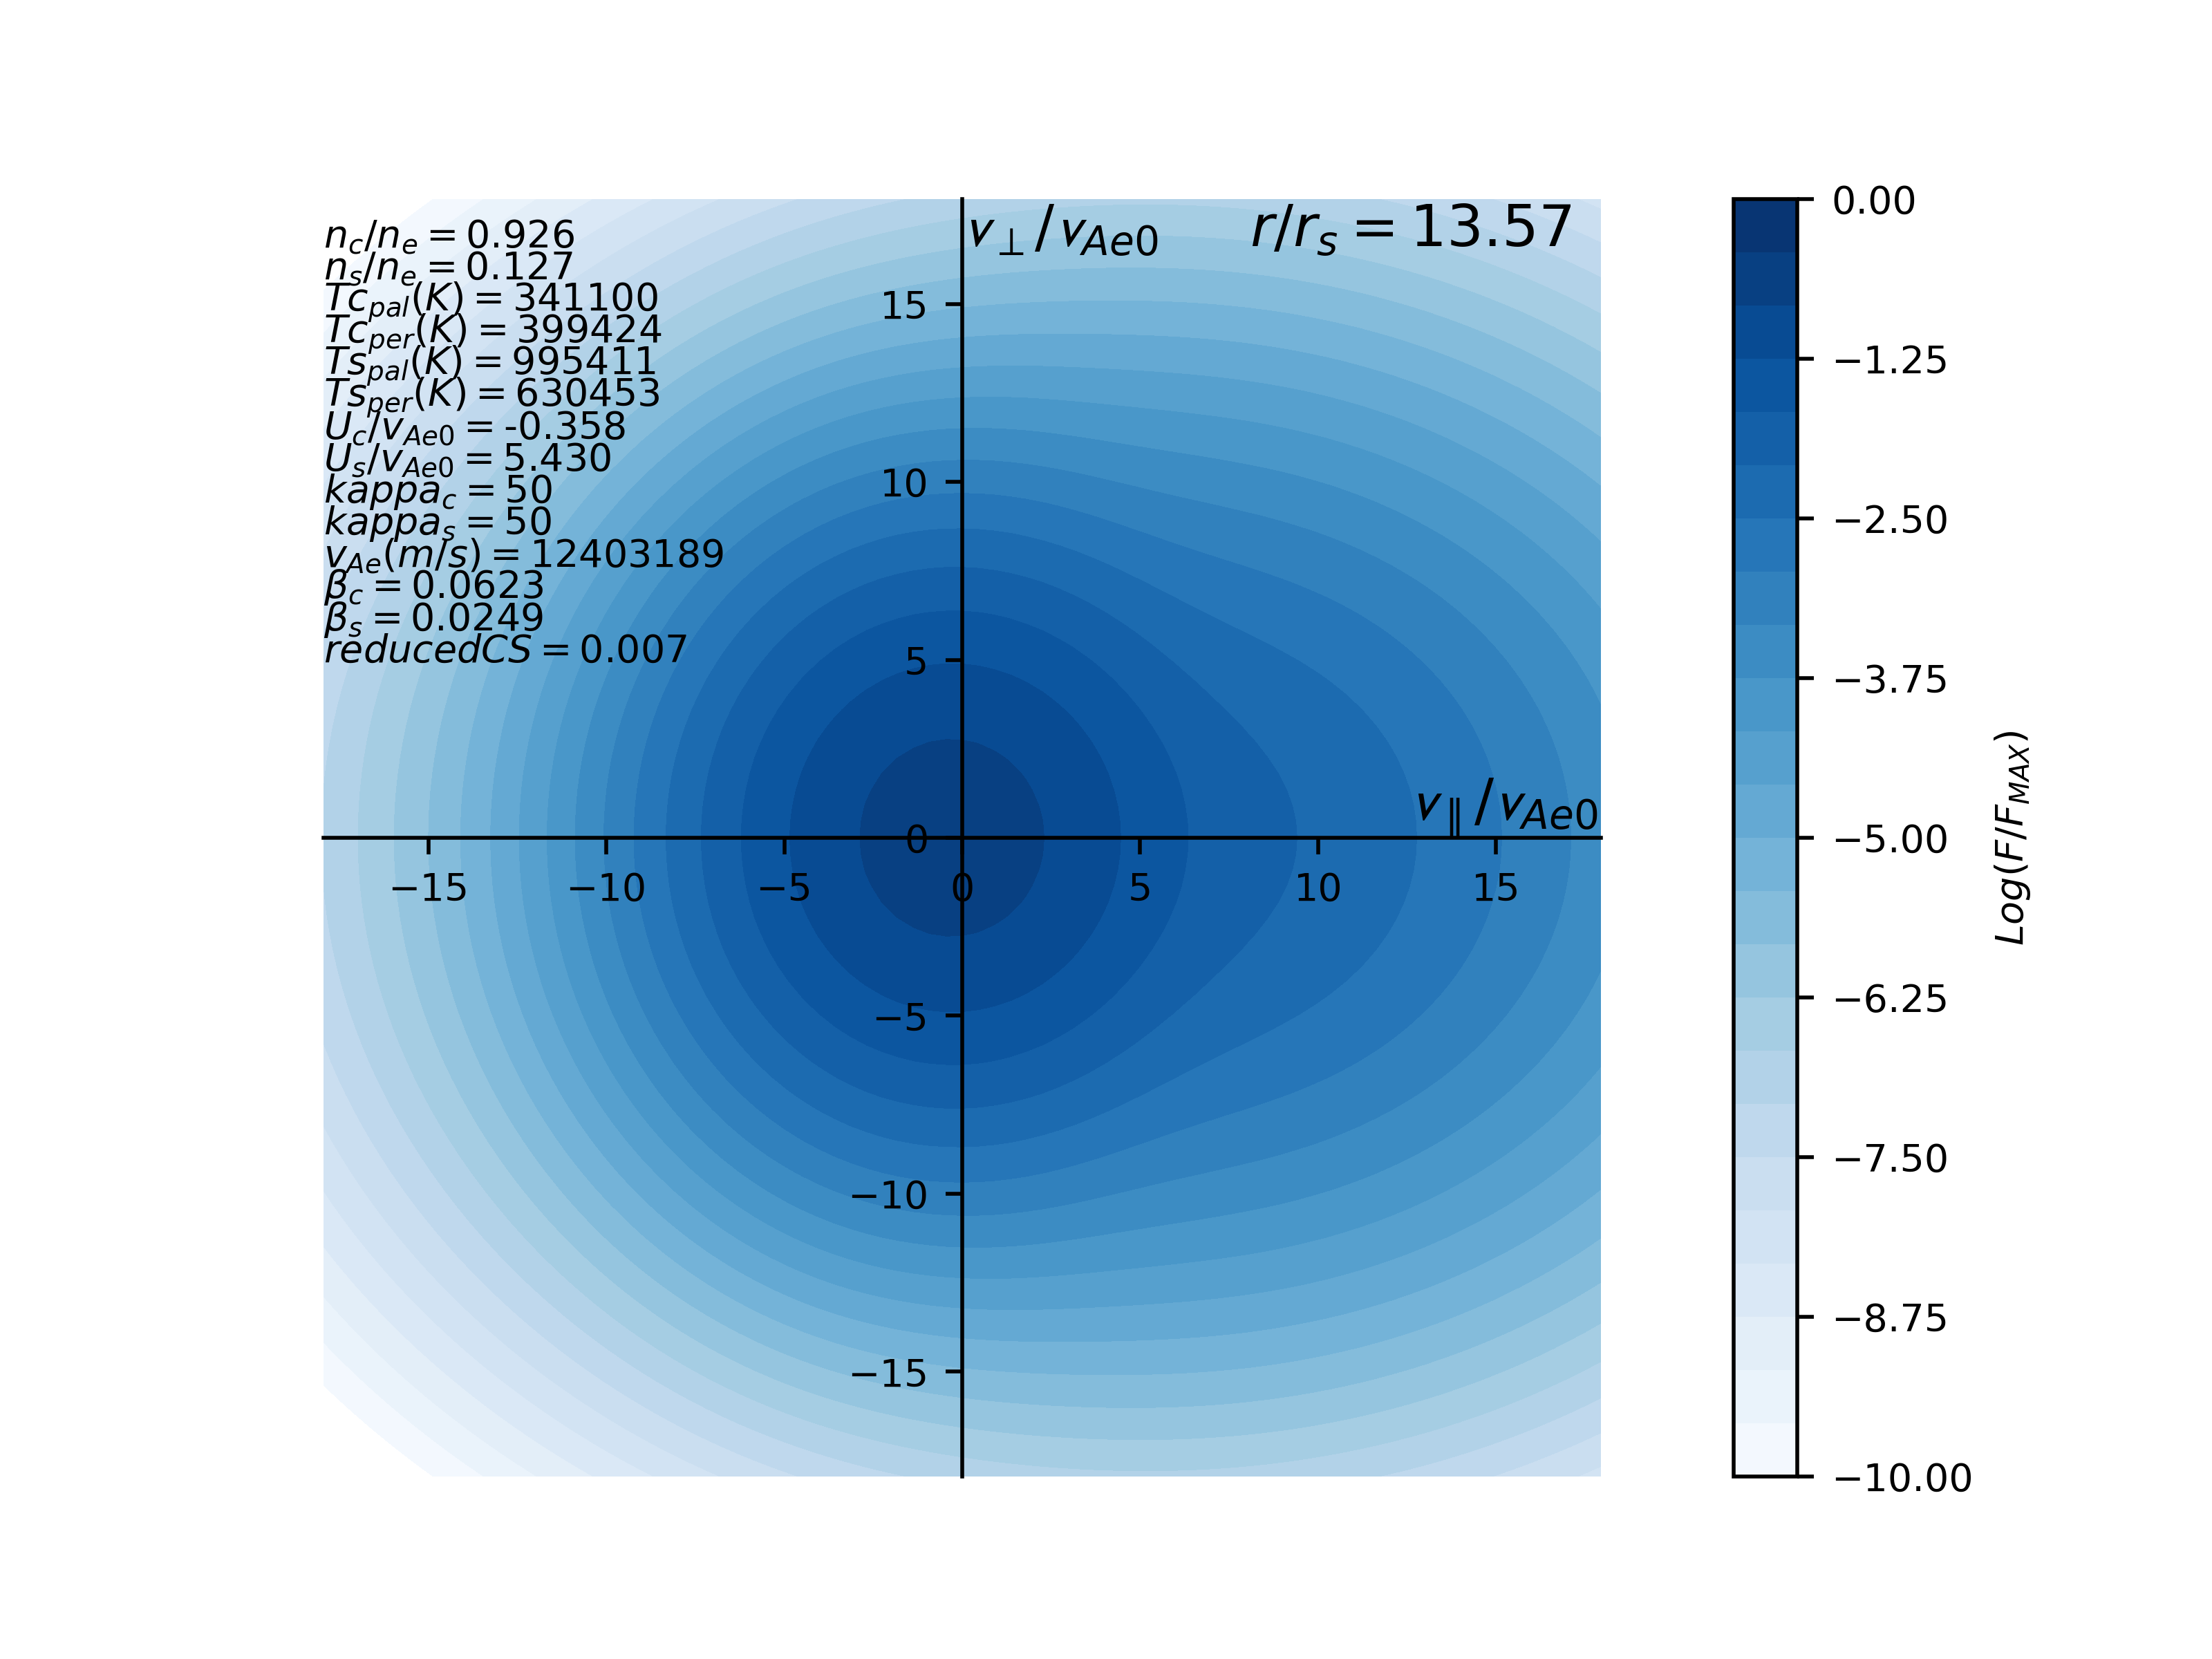 n_c/n_e = 0.926
n_s/n_e = 0.127
Tc_pal(K) = 341100
Tc_per(K) = 399424
Ts_pal(K) = 995411
Ts_per(K) = 630453
U_c/v_Ae0 = -0.358
U_s/v_Ae0 = 5.430
kappa_c = 50
kappa_s = 50
v_Ae(m/s) = 12403189
β_c = 0.0623
β_s = 0.0249
reducedCS = 0.007
v_⊥/v_Ae0
r/r_s = 13.57
15
10
5
0
−5
−10
−15
v_∥/v_Ae0
−15 −10 −5 0 5 10 15
0.00
−1.25
−2.50
−3.75
−5.00
−6.25
−7.50
−8.75
−10.00
Log(F/F_MAX)